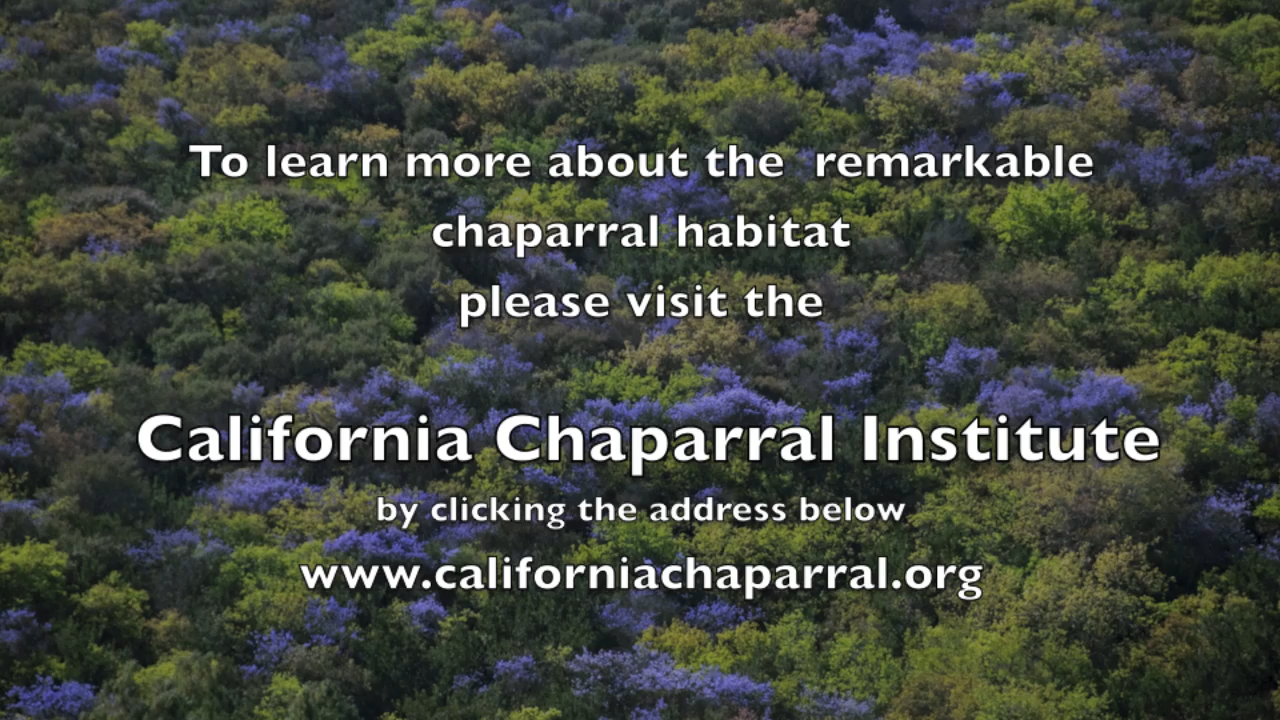 To learn more about the  remarkable
chaparral habitat
please visit the
California Chaparral Institute
by clicking the address below
www.californiachaparral.org